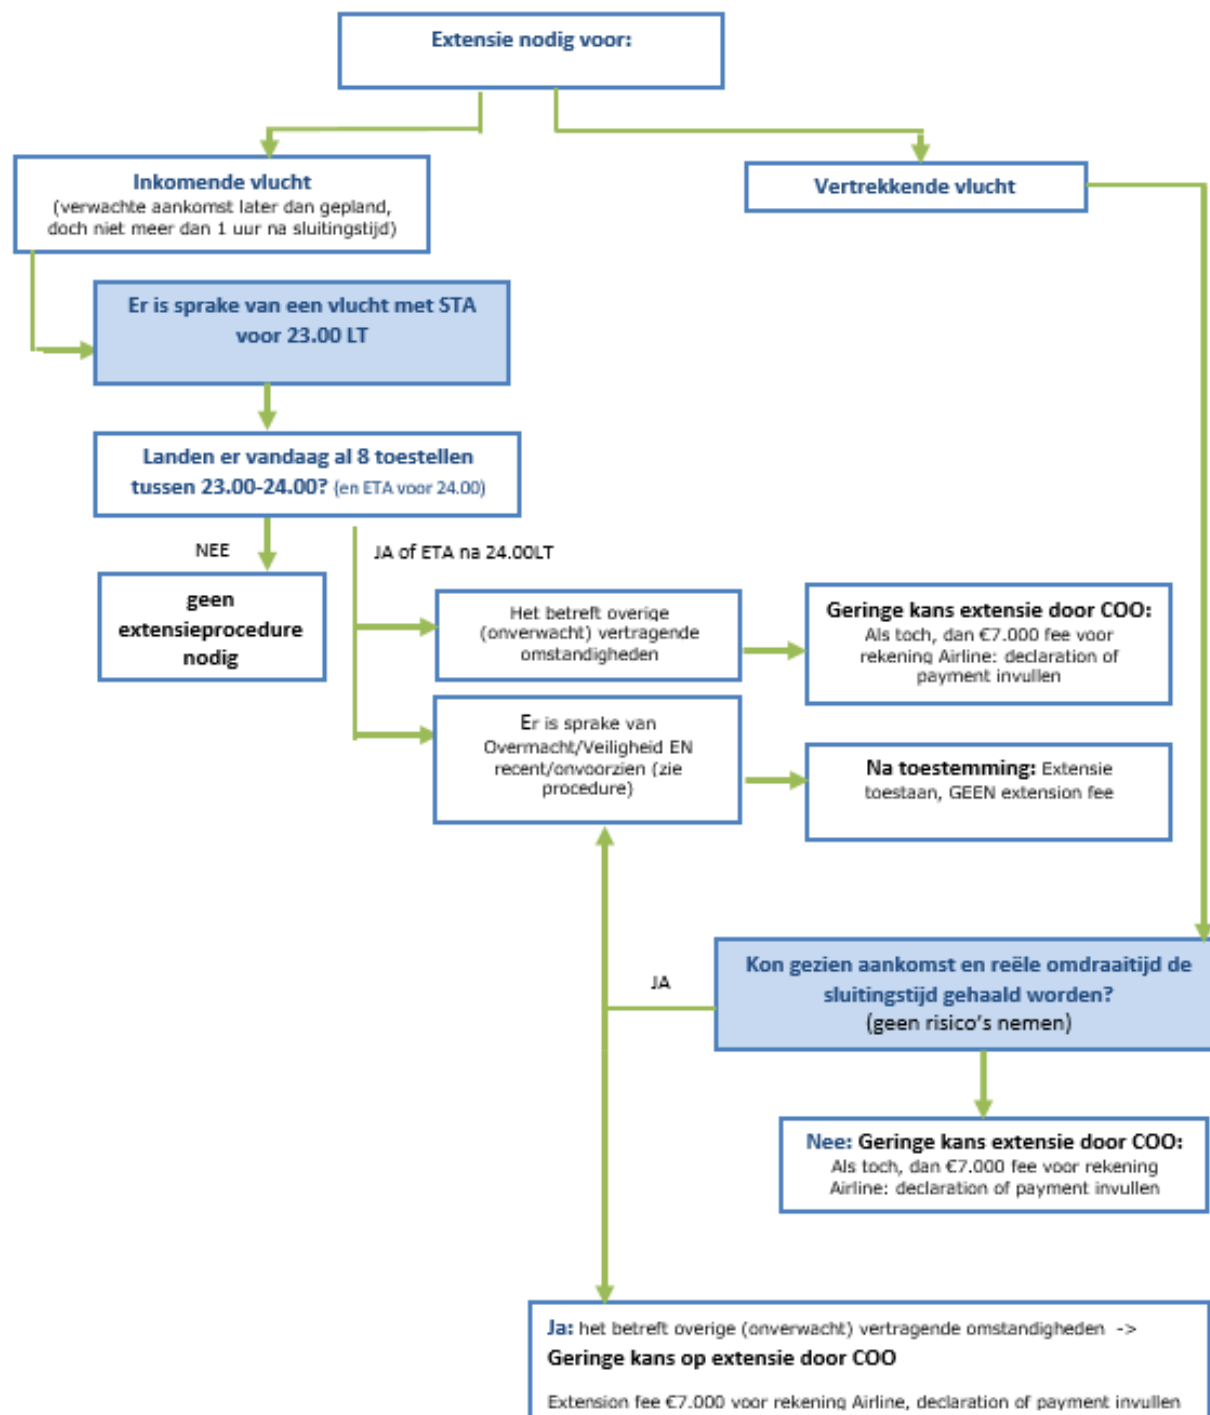 Extensie nodig voor:
Inkomende vlucht
(verwachte aankomst later dan gepland,
doch niet meer dan 1 uur na sluitingstijd)
Vertrekkende vlucht
Er is sprake van een vlucht met STA
voor 23.00 LT
Landen er vandaag al 8 toestellen
tussen 23.00-24.00? (en ETA voor 24.00)
NEE
JA of ETA na 24.00LT
geen
extensieprocedure
nodig
Het betreft overige
(onverwacht) vertragende
omstandigheden
Geringe kans extensie door COO:
Als toch, dan €7.000 fee voor
rekening Airline: declaration of
payment invullen
Er is sprake van
Overmacht/Veiligheid EN
recent/onvoorzien (zie
procedure)
Na toestemming: Extensie
toestaan, GEEN extension fee
Kon gezien aankomst en reële omdraaitijd de
sluitingstijd gehaald worden?
(geen risico's nemen)
JA
Nee: Geringe kans extensie door COO:
Als toch, dan €7.000 fee voor rekening
Airline: declaration of payment invullen
Ja: het betreft overige (onverwacht) vertragende omstandigheden ->
Geringe kans op extensie door COO
Extension fee €7.000 voor rekening Airline, declaration of payment invullen